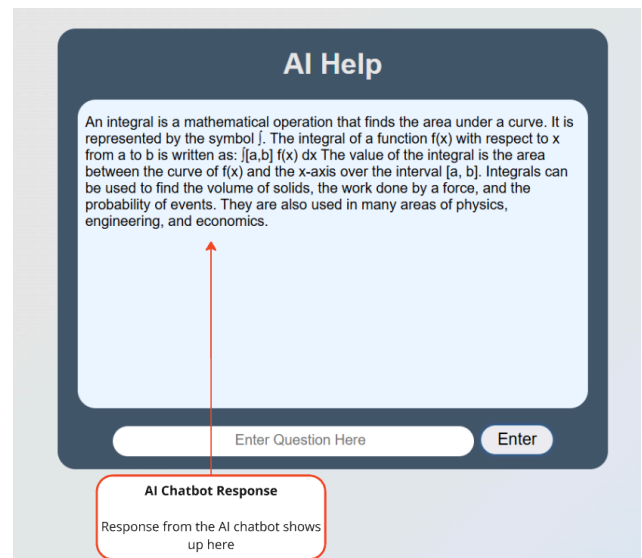 AI Help
An integral is a mathematical operation that finds the area under a curve. It is
represented by the symbol ∫. The integral of a function f(x) with respect to x
from a to b is written as: ∫[a,b] f(x) dx The value of the integral is the area
between the curve of f(x) and the x-axis over the interval [a, b]. Integrals can
be used to find the volume of solids, the work done by a force, and the
probability of events. They are also used in many areas of physics,
engineering, and economics.
Enter Question Here
Enter
AI Chatbot Response
Response from the AI chatbot shows
up here